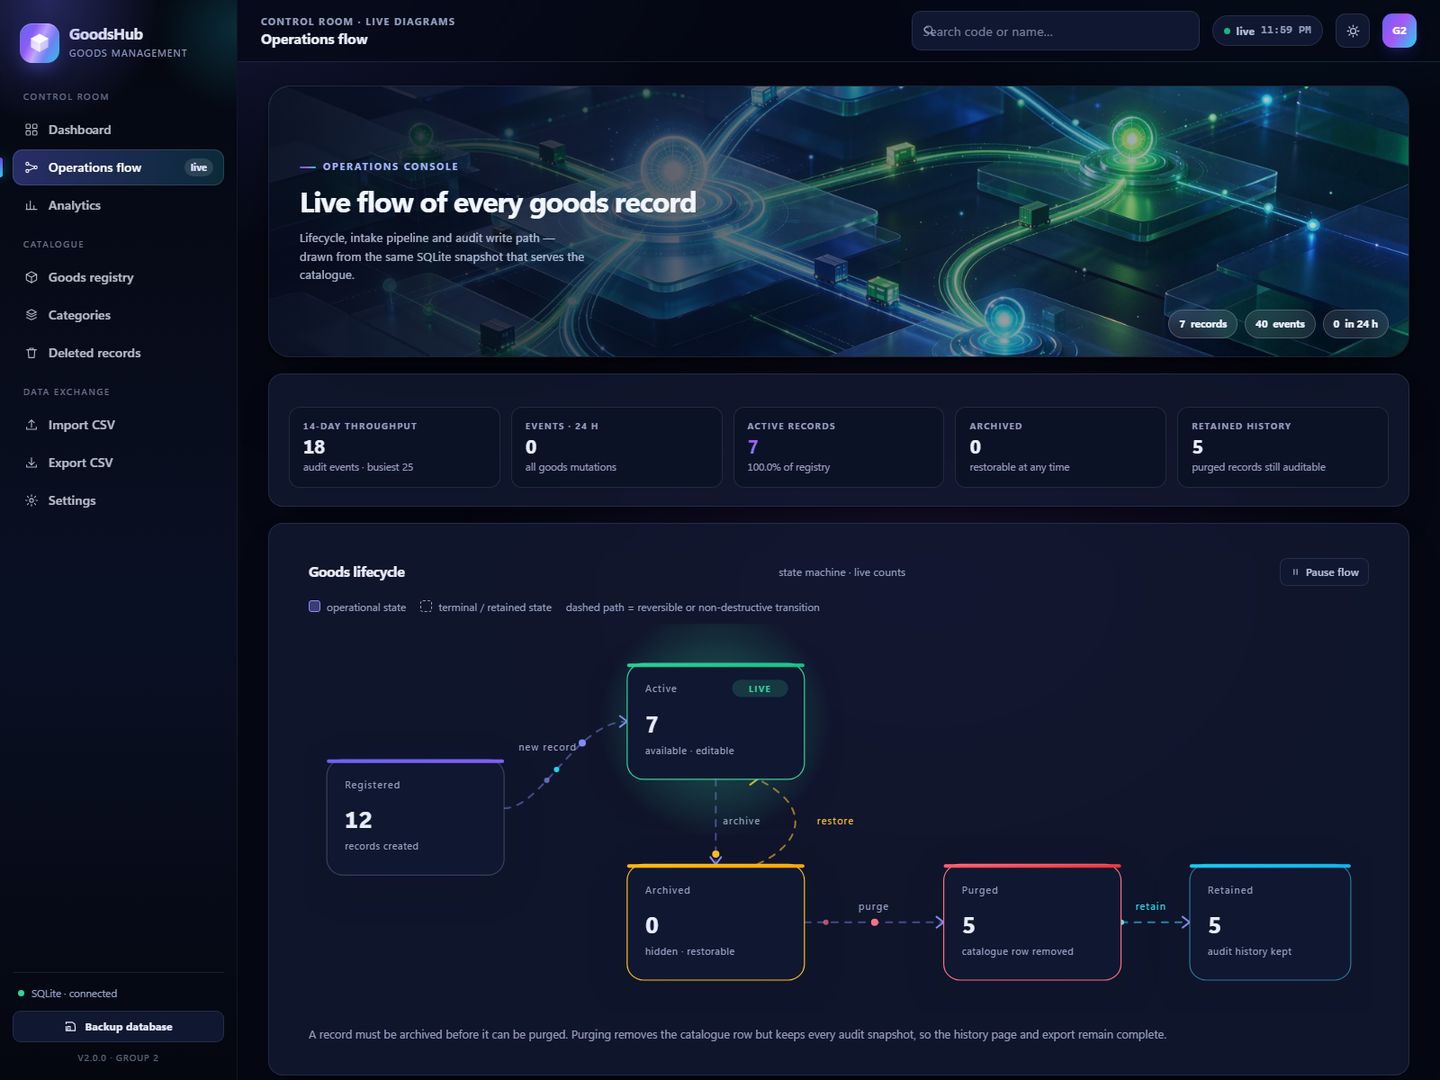 GoodsHub
GOODS MANAGEMENT
CONTROL ROOM
Dashboard
Operations flow
live
Analytics
CATALOGUE
Goods registry
Categories
Deleted records
DATA EXCHANGE
Import CSV
Export CSV
Settings
SQLite · connected
Backup database
V2.0.0 · GROUP 2
CONTROL ROOM · LIVE DIAGRAMS
Operations flow
Search code or name...
live 11:59 PM
G2
OPERATIONS CONSOLE
Live flow of every goods record
Lifecycle, intake pipeline and audit write path —
drawn from the same SQLite snapshot that serves the
catalogue.
7 records
40 events
0 in 24 h
14-DAY THROUGHPUT
18
audit events · busiest 25
EVENTS · 24 H
0
all goods mutations
ACTIVE RECORDS
7
100.0% of registry
ARCHIVED
0
restorable at any time
RETAINED HISTORY
5
purged records still auditable
Goods lifecycle
state machine · live counts
Pause flow
operational state
terminal / retained state
dashed path = reversible or non-destructive transition
Active
LIVE
7
available · editable
new record
Registered
12
records created
archive
restore
Archived
0
hidden · restorable
purge
Purged
5
catalogue row removed
retain
Retained
5
audit history kept
A record must be archived before it can be purged. Purging removes the catalogue row but keeps every audit snapshot, so the history page and export remain complete.